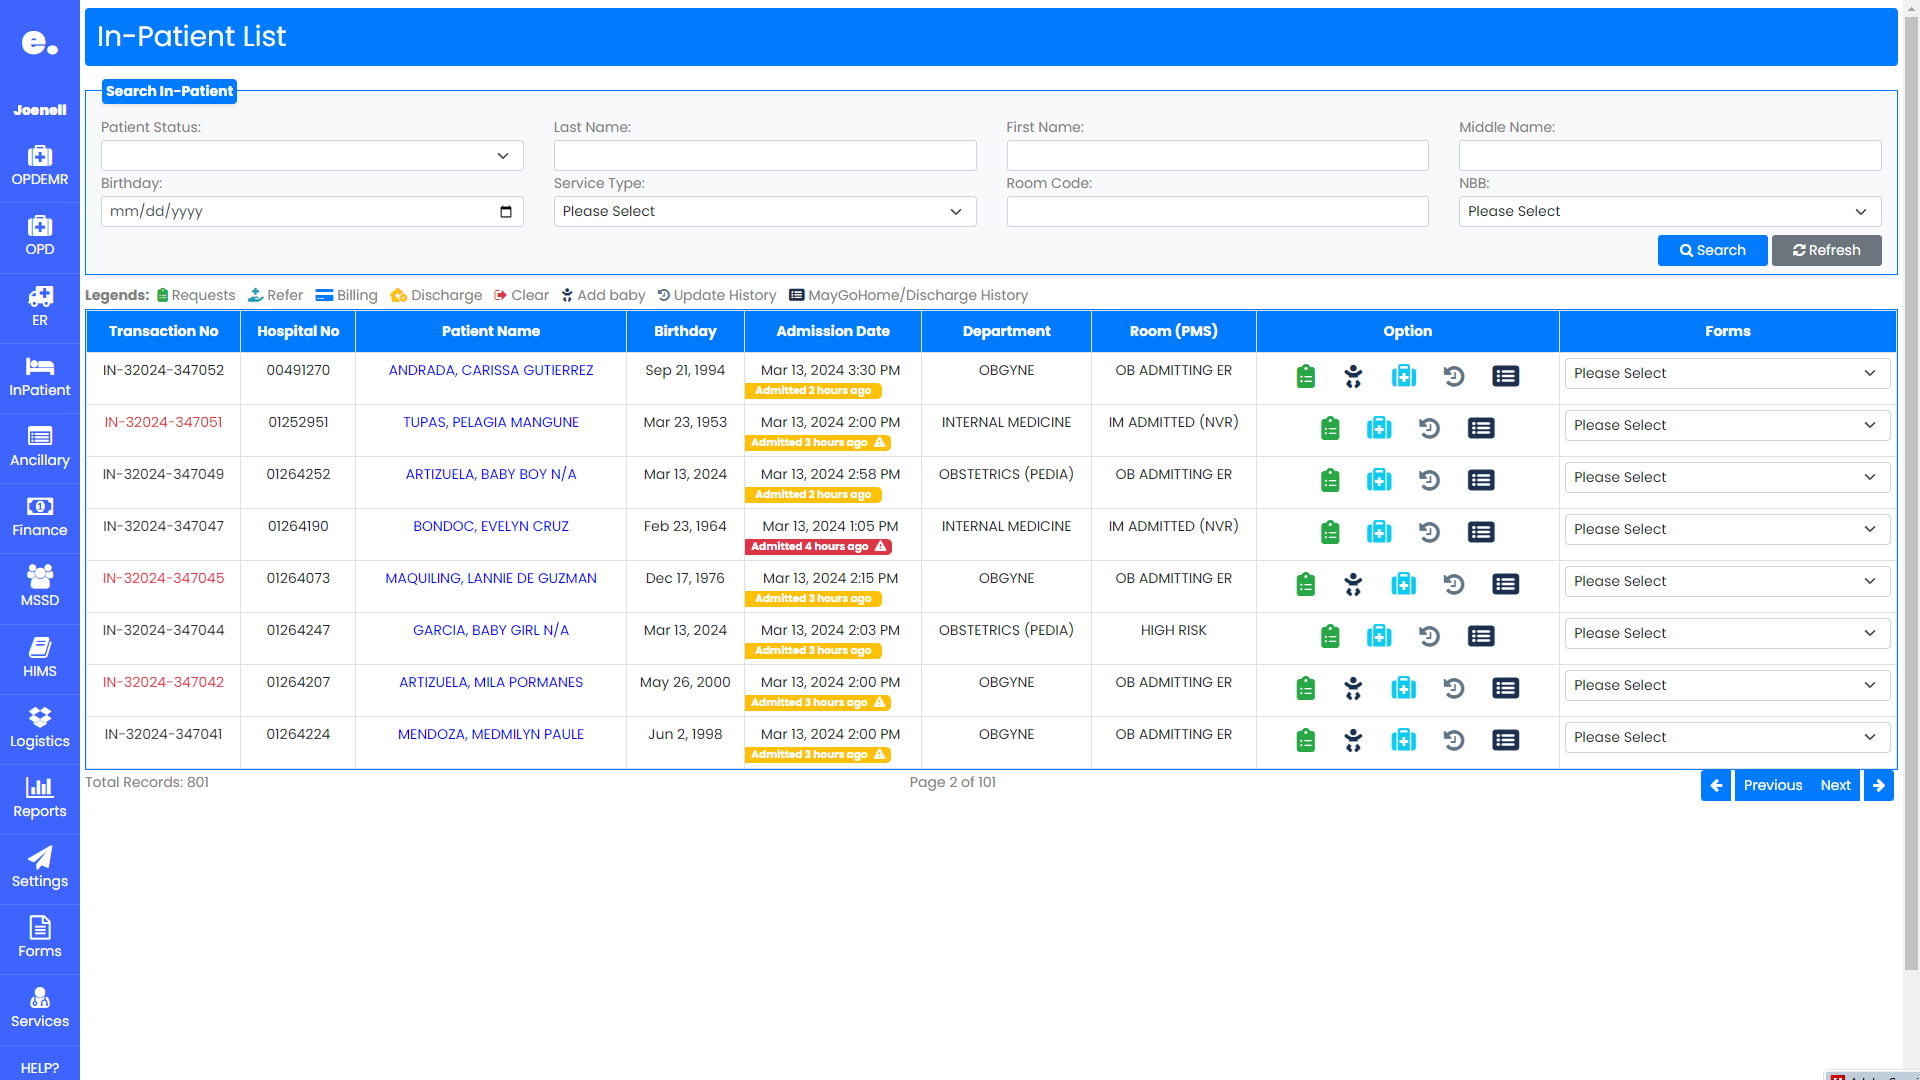 e.
In-Patient List
Joenell
OPDEMR
OPD
ER
InPatient
Ancillary
Finance
MSSD
HIMS
Logistics
Reports
Settings
Forms
Services
HELP?
Search In-Patient
Patient Status: Last Name: First Name: Middle Name:
Birthday: Service Type: Room Code: NBB:
mm/dd/yyyy Please Select Please Select
Search Refresh
Legends: Requests Refer Billing Discharge Clear Add baby Update History MayGoHome/Discharge History
Transaction No Hospital No Patient Name Birthday Admission Date Department Room (PMS) Option Forms
IN-32024-347052 00491270 ANDRADA, CARISSA GUTIERREZ Sep 21, 1994 Mar 13, 2024 3:30 PM OBGYNE OB ADMITTING ER Please Select
Admitted 2 hours ago
IN-32024-347051 01252951 TUPAS, PELAGIA MANGUNE Mar 23, 1953 Mar 13, 2024 2:00 PM INTERNAL MEDICINE IM ADMITTED (NVR) Please Select
Admitted 3 hours ago
IN-32024-347049 01264252 ARTIZUELA, BABY BOY N/A Mar 13, 2024 Mar 13, 2024 2:58 PM OBSTETRICS (PEDIA) OB ADMITTING ER Please Select
Admitted 2 hours ago
IN-32024-347047 01264190 BONDOC, EVELYN CRUZ Feb 23, 1964 Mar 13, 2024 1:05 PM INTERNAL MEDICINE IM ADMITTED (NVR) Please Select
Admitted 4 hours ago
IN-32024-347045 01264073 MAQUILING, LANNIE DE GUZMAN Dec 17, 1976 Mar 13, 2024 2:15 PM OBGYNE OB ADMITTING ER Please Select
Admitted 3 hours ago
IN-32024-347044 01264247 GARCIA, BABY GIRL N/A Mar 13, 2024 Mar 13, 2024 2:03 PM OBSTETRICS (PEDIA) HIGH RISK Please Select
Admitted 3 hours ago
IN-32024-347042 01264207 ARTIZUELA, MILA PORMANES May 26, 2000 Mar 13, 2024 2:00 PM OBGYNE OB ADMITTING ER Please Select
Admitted 3 hours ago
IN-32024-347041 01264224 MENDOZA, MEDMILYN PAULE Jun 2, 1998 Mar 13, 2024 2:00 PM OBGYNE OB ADMITTING ER Please Select
Admitted 3 hours ago
Total Records: 801 Page 2 of 101 Previous Next